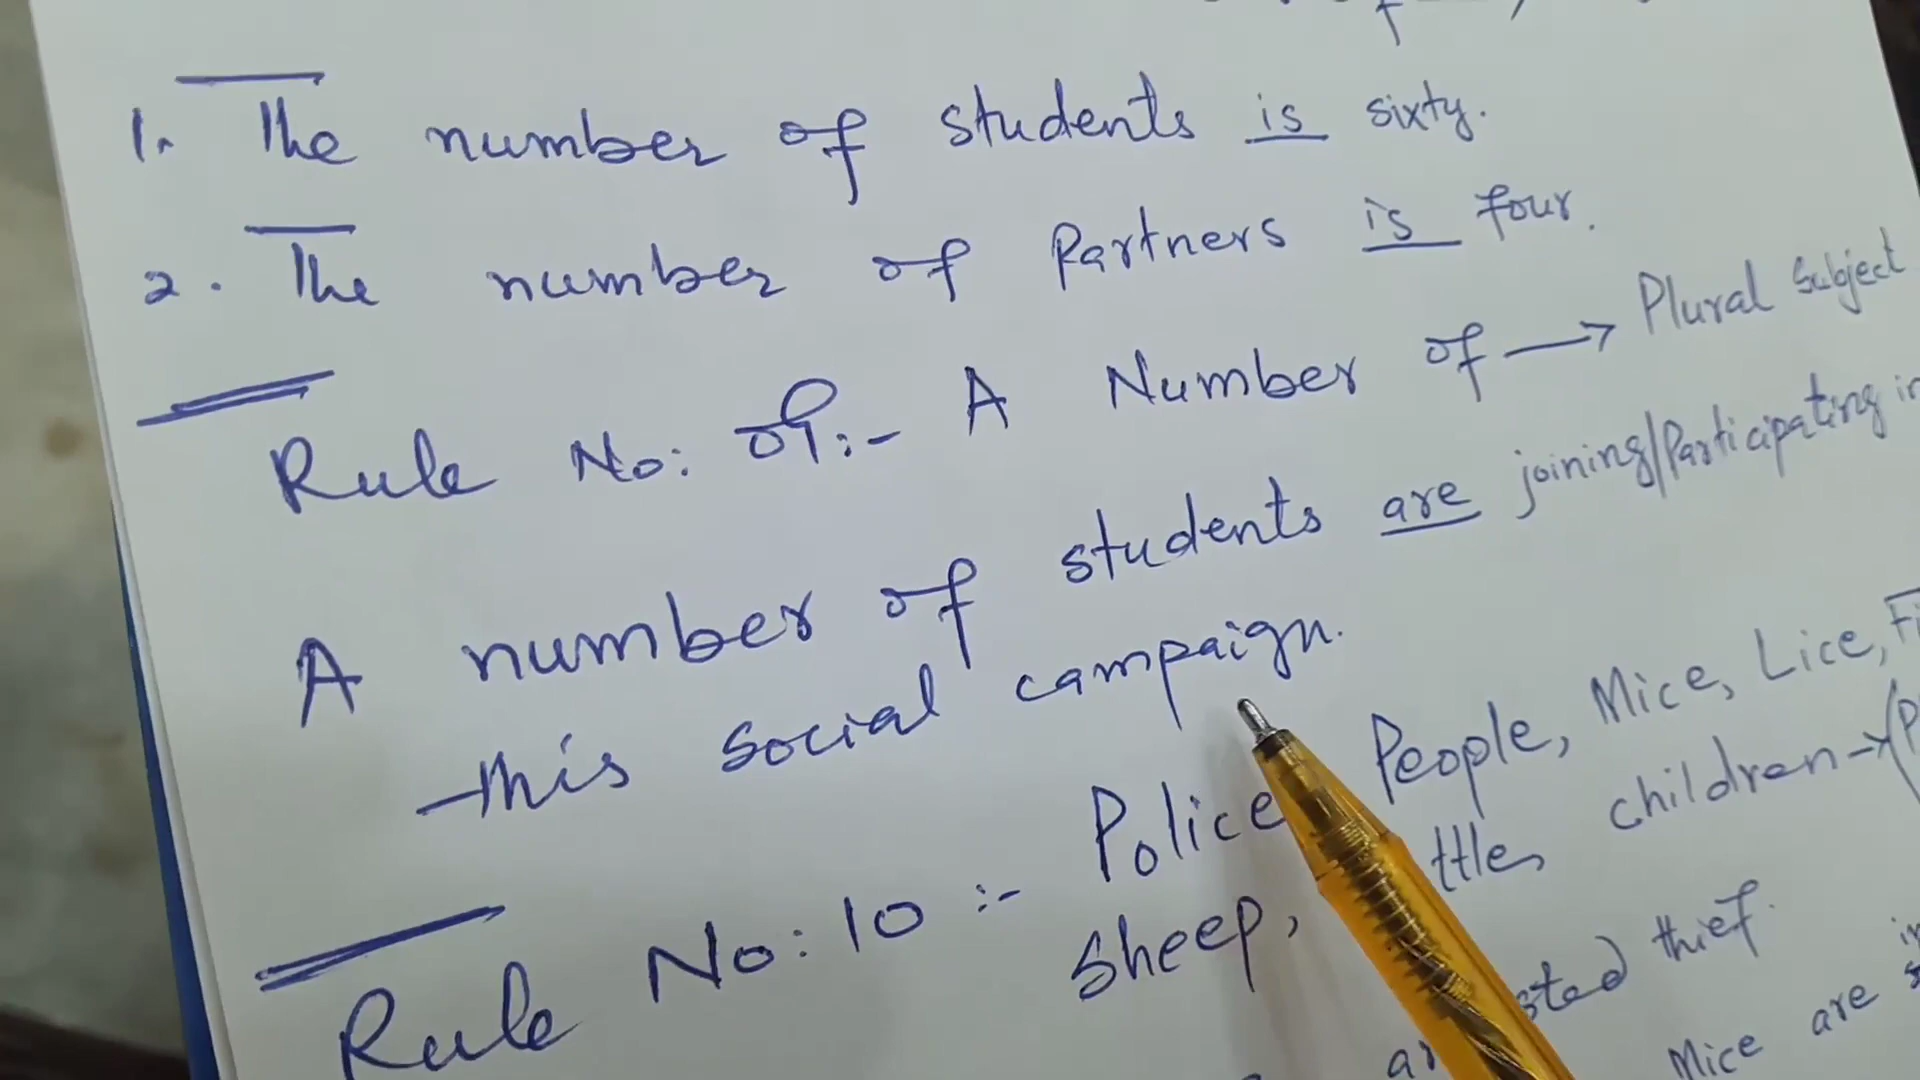 1. The number of students is sixty.
2. The number of Partners is four.
Rule No: 09:- A Number of → Plural Subject
A number of students are joining/Participating in
this social campaign.
Rule No: 10 :- Police People, Mice, Lice,
Sheep, children → (P
thief.
Mice are